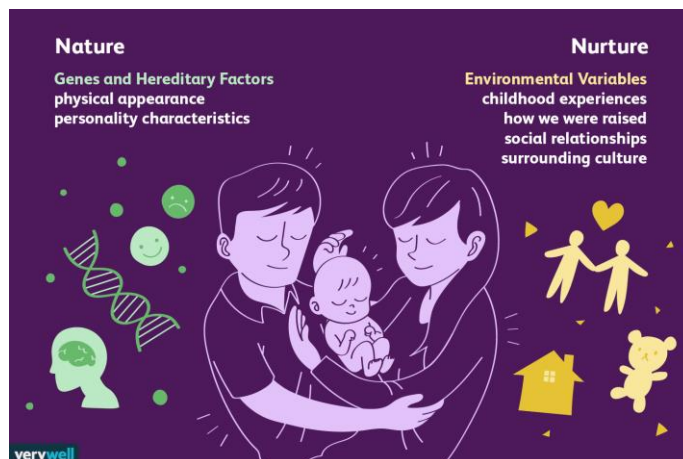 Nature
Genes and Hereditary Factors
physical appearance
personality characteristics
Nurture
Environmental Variables
childhood experiences
how we were raised
social relationships
surrounding culture
verywell